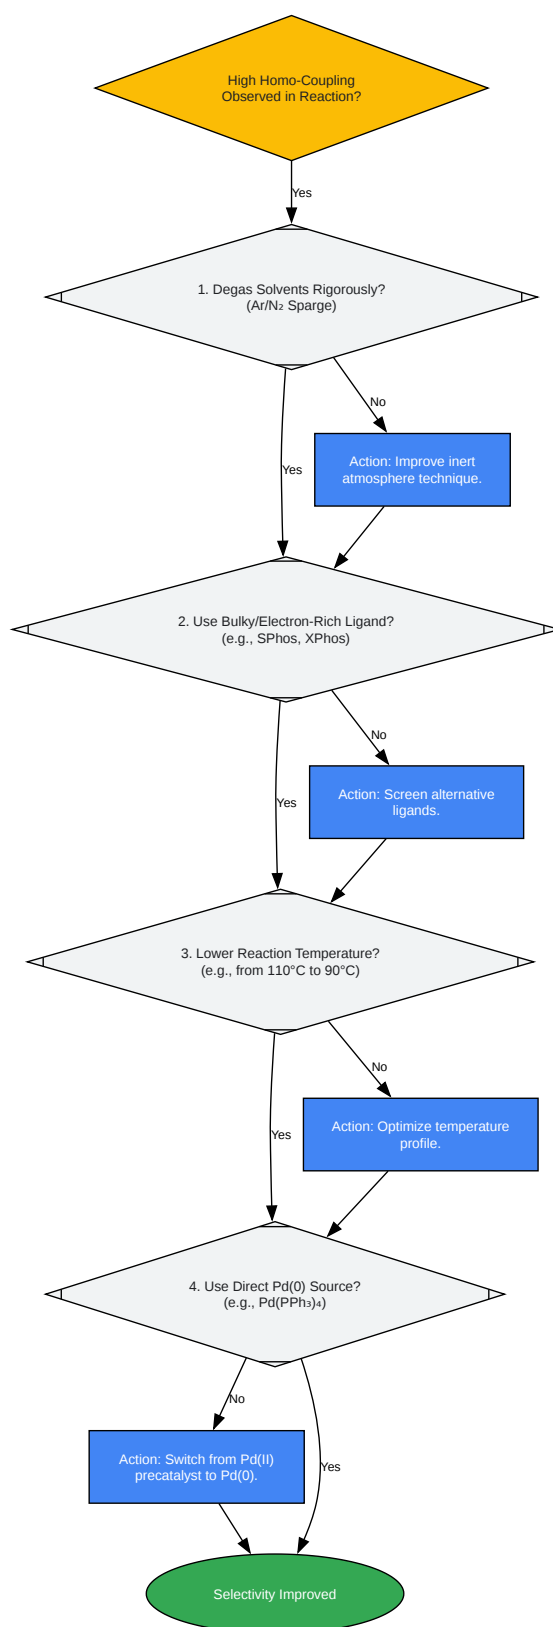 High Homo-Coupling
Observed in Reaction?
Yes
1. Degas Solvents Rigorously?
(Ar/N₂ Sparge)
No
Action: Improve inert
atmosphere technique.
Yes
2. Use Bulky/Electron-Rich Ligand?
(e.g., SPhos, XPhos)
No
Action: Screen alternative
ligands.
Yes
3. Lower Reaction Temperature?
(e.g., from 110°C to 90°C)
No
Action: Optimize temperature
profile.
Yes
4. Use Direct Pd(0) Source?
(e.g., Pd(PPh₃)₄)
No
Action: Switch from Pd(II)
precatalyst to Pd(0).
Yes
Selectivity Improved